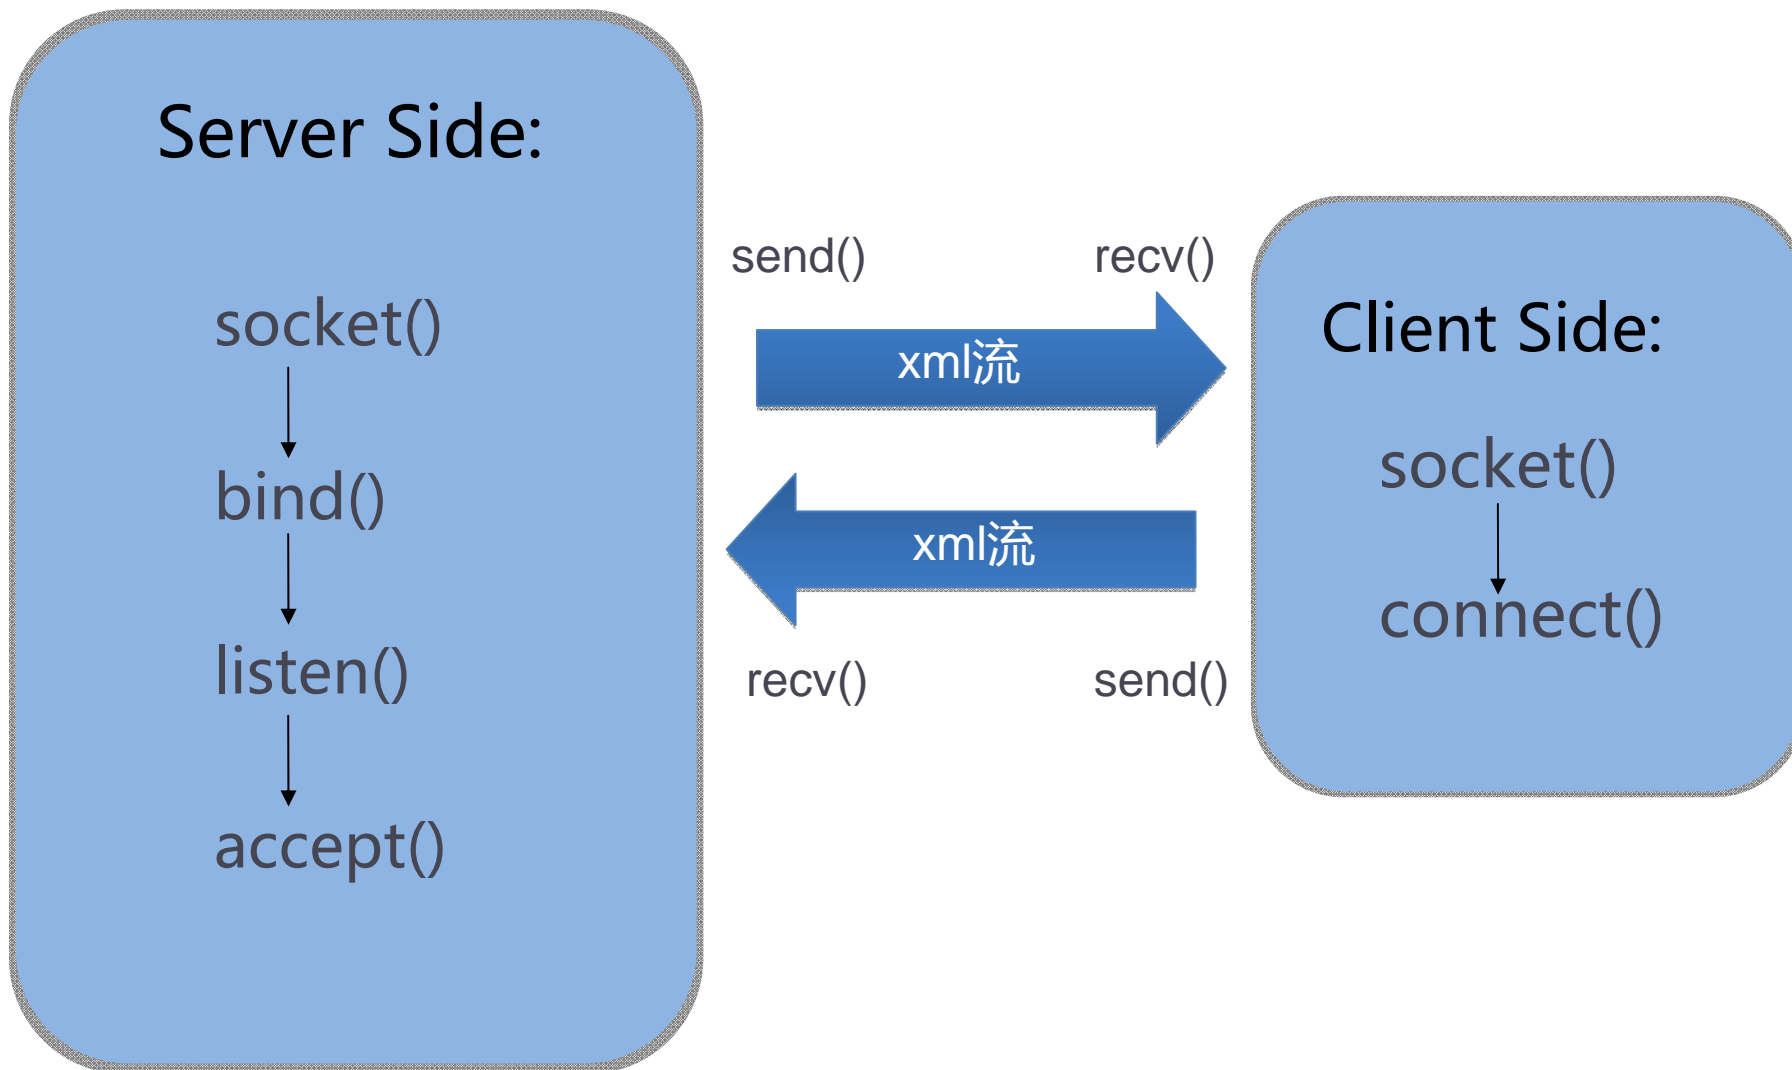 Server Side:
socket()
bind()
listen()
accept()
send()
recv()
xml流
xml流
recv()
send()
Client Side:
socket()
connect()